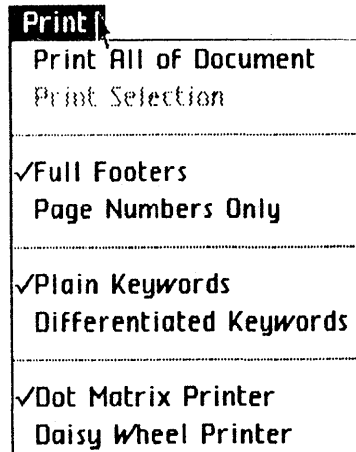 Print
Print All of Document
Print Selection
✓Full Footers
Page Numbers Only
✓Plain Keywords
Differentiated Keywords
✓Dot Matrix Printer
Daisy Wheel Printer